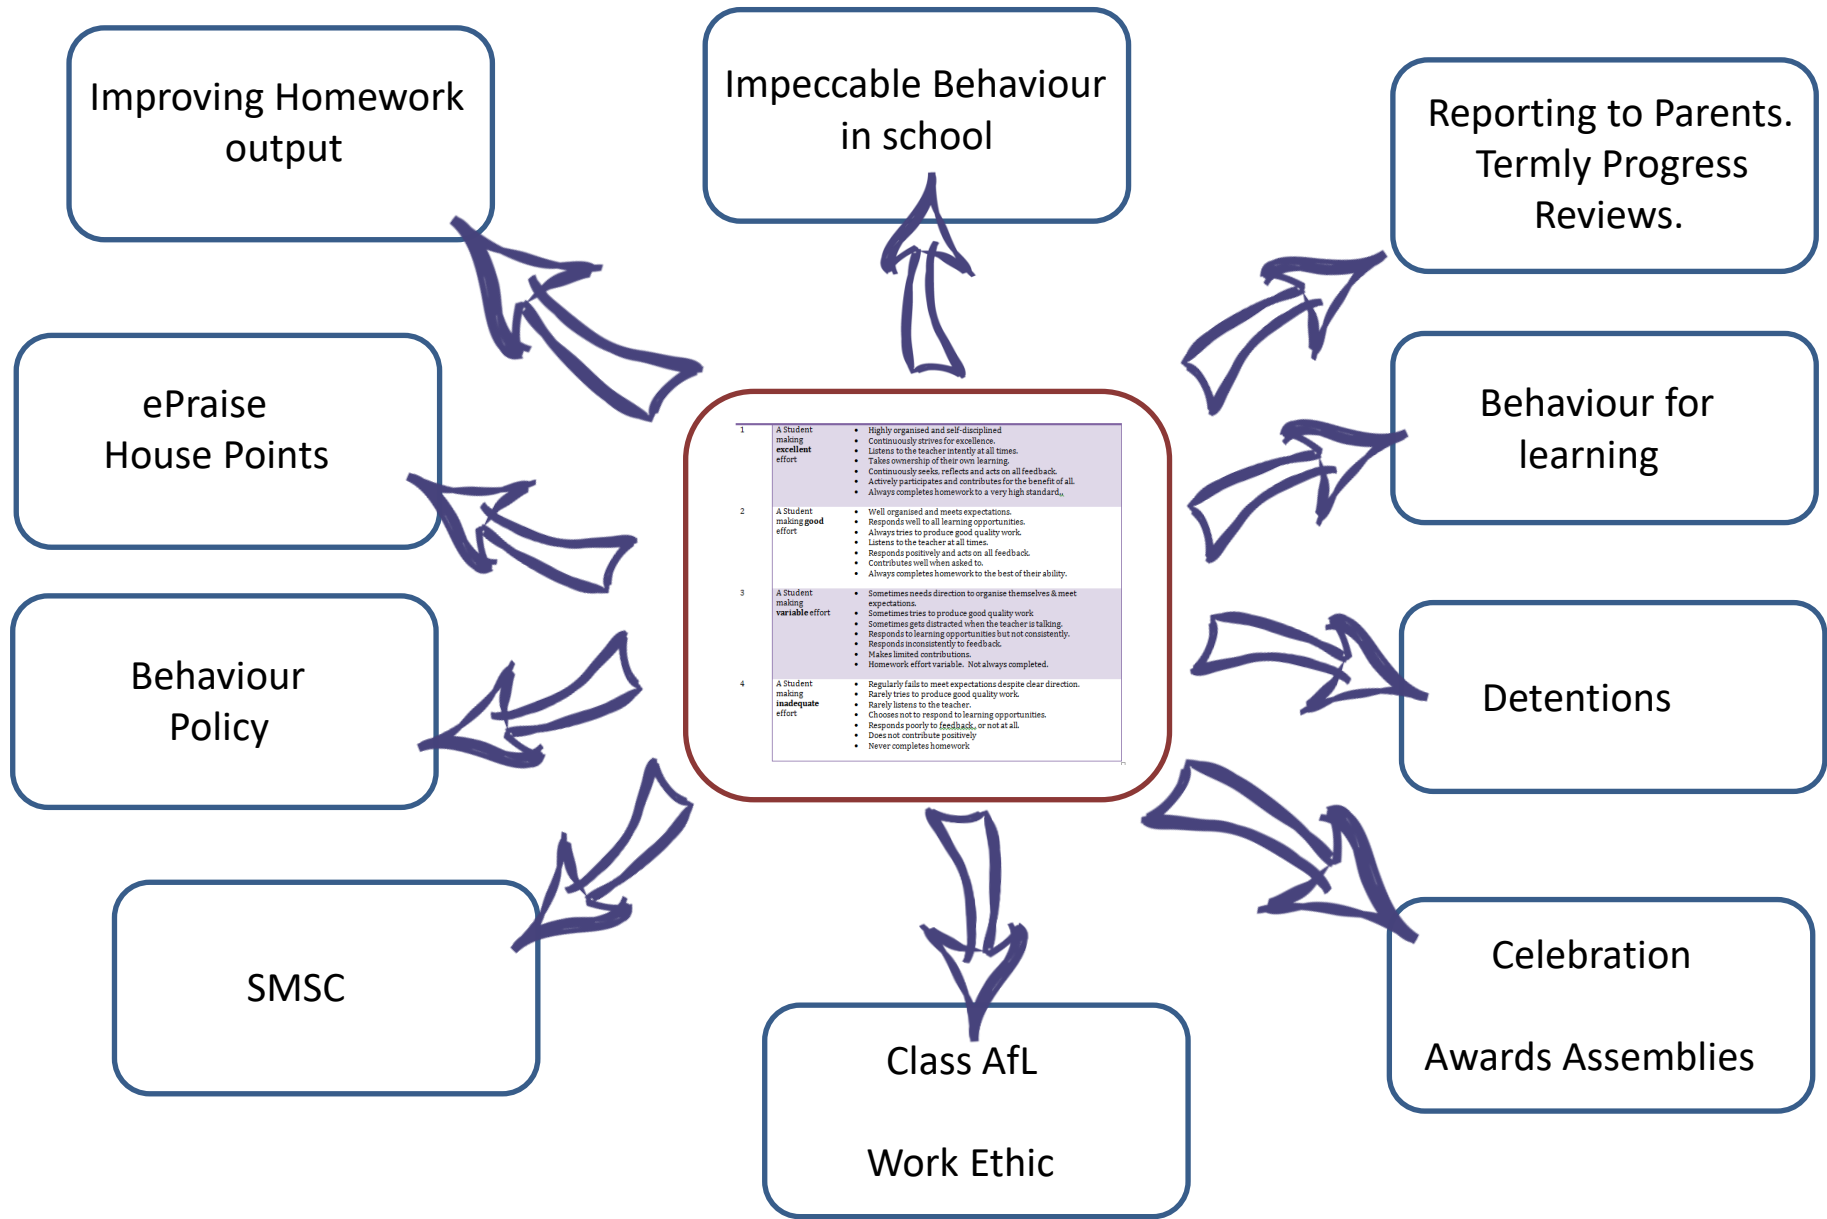 Improving Homework
output
Impeccable Behaviour
in school
Reporting to Parents.
Termly Progress
Reviews.
ePraise
House Points
Behaviour for
learning
Behaviour
Policy
Detentions
SMSC
Class AfL
Work Ethic
Celebration
Awards Assemblies
1
A Student
making
excellent
effort
• Highly organised and self-disciplined
• Continuously strives for excellence.
• Listens to the teacher intently at all times.
• Takes ownership of their own learning.
• Continuously seeks, reflects and acts on all feedback.
• Actively participates and contributes for the benefit of all.
• Always completes homework to a very high standard.
2
A Student
making good
effort
• Well organised and meets expectations.
• Responds well to all learning opportunities.
• Always tries to produce good quality work.
• Listens to the teacher at all times.
• Responds positively and acts on all feedback.
• Contributes well when asked to.
• Always completes homework to the best of their ability.
3
A Student
making
variable effort
• Sometimes needs direction to organise themselves & meet
expectations.
• Sometimes tries to produce good quality work
• Sometimes gets distracted when the teacher is talking.
• Responds to learning opportunities but not consistently.
• Responds inconsistently to feedback.
• Makes limited contributions.
• Homework effort variable. Not always completed.
4
A Student
making
inadequate
effort
• Regularly fails to meet expectations despite clear direction.
• Rarely tries to produce good quality work.
• Rarely listens to the teacher.
• Chooses not to respond to learning opportunities.
• Responds poorly to feedback, or not at all.
• Does not contribute positively
• Never completes homework